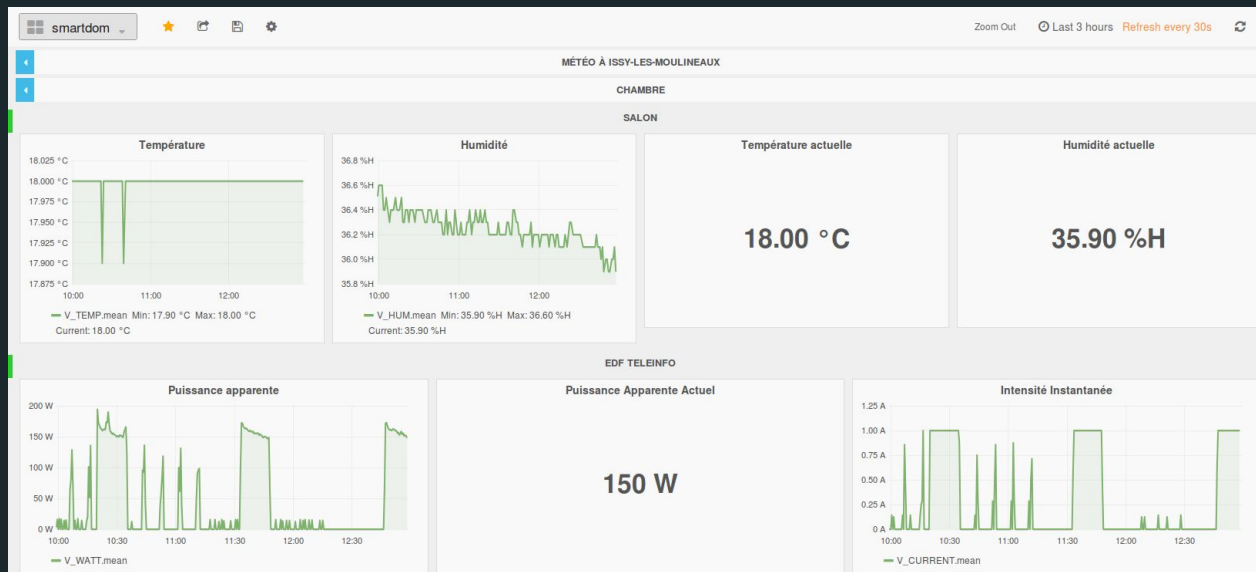 smartdom
Zoom Out Last 3 hours Refresh every 30s
MÉTÉO À ISSY-LES-MOULINEAUX
CHAMBRE
SALON
Température
18.025 °C
18.000 °C
17.975 °C
17.950 °C
17.925 °C
17.900 °C
17.875 °C
10:00 11:00 12:00
V_TEMP.mean Min: 17.90 °C Max: 18.00 °C
Current: 18.00 °C
Humidité
36.8 %H
36.6 %H
36.4 %H
36.2 %H
36.0 %H
35.8 %H
10:00 11:00 12:00
V_HUM.mean Min: 35.90 %H Max: 36.60 %H
Current: 35.90 %H
Température actuelle
18.00 °C
Humidité actuelle
35.90 %H
EDF TELEINFO
Puissance apparente
200 W
150 W
100 W
50 W
0 W
10:00 10:30 11:00 11:30 12:00 12:30
V_WATT.mean
Puissance Apparente Actuel
150 W
Intensité Instantanée
1.25 A
1.00 A
0.75 A
0.50 A
0.25 A
0 A
10:00 10:30 11:00 11:30 12:00 12:30
V_CURRENT.mean